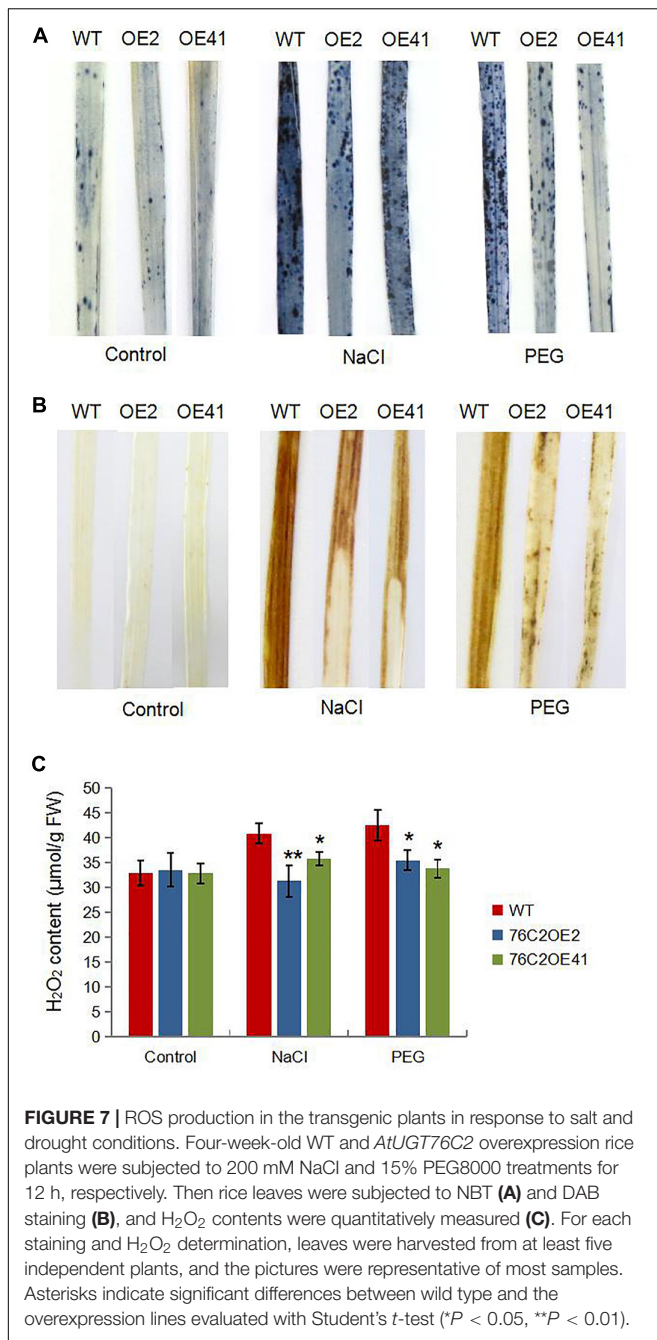 A
WT OE2 OE41 WT OE2 OE41 WT OE2 OE41
Control NaCl PEG
B
WT OE2 OE41 WT OE2 OE41 WT OE2 OE41
Control NaCl PEG
C
H₂O₂ content (μmol/g FW)
50
45
40
35
30
25
20
15
10
5
0
** * * *
Control NaCl PEG
WT
76C2OE2
76C2OE41
FIGURE 7 | ROS production in the transgenic plants in response to salt and
drought conditions. Four-week-old WT and AtUGT76C2 overexpression rice
plants were subjected to 200 mM NaCl and 15% PEG8000 treatments for
12 h, respectively. Then rice leaves were subjected to NBT (A) and DAB
staining (B), and H₂O₂ contents were quantitatively measured (C). For each
staining and H₂O₂ determination, leaves were harvested from at least five
independent plants, and the pictures were representative of most samples.
Asterisks indicate significant differences between wild type and the
overexpression lines evaluated with Student's t-test (*P < 0.05, **P < 0.01).